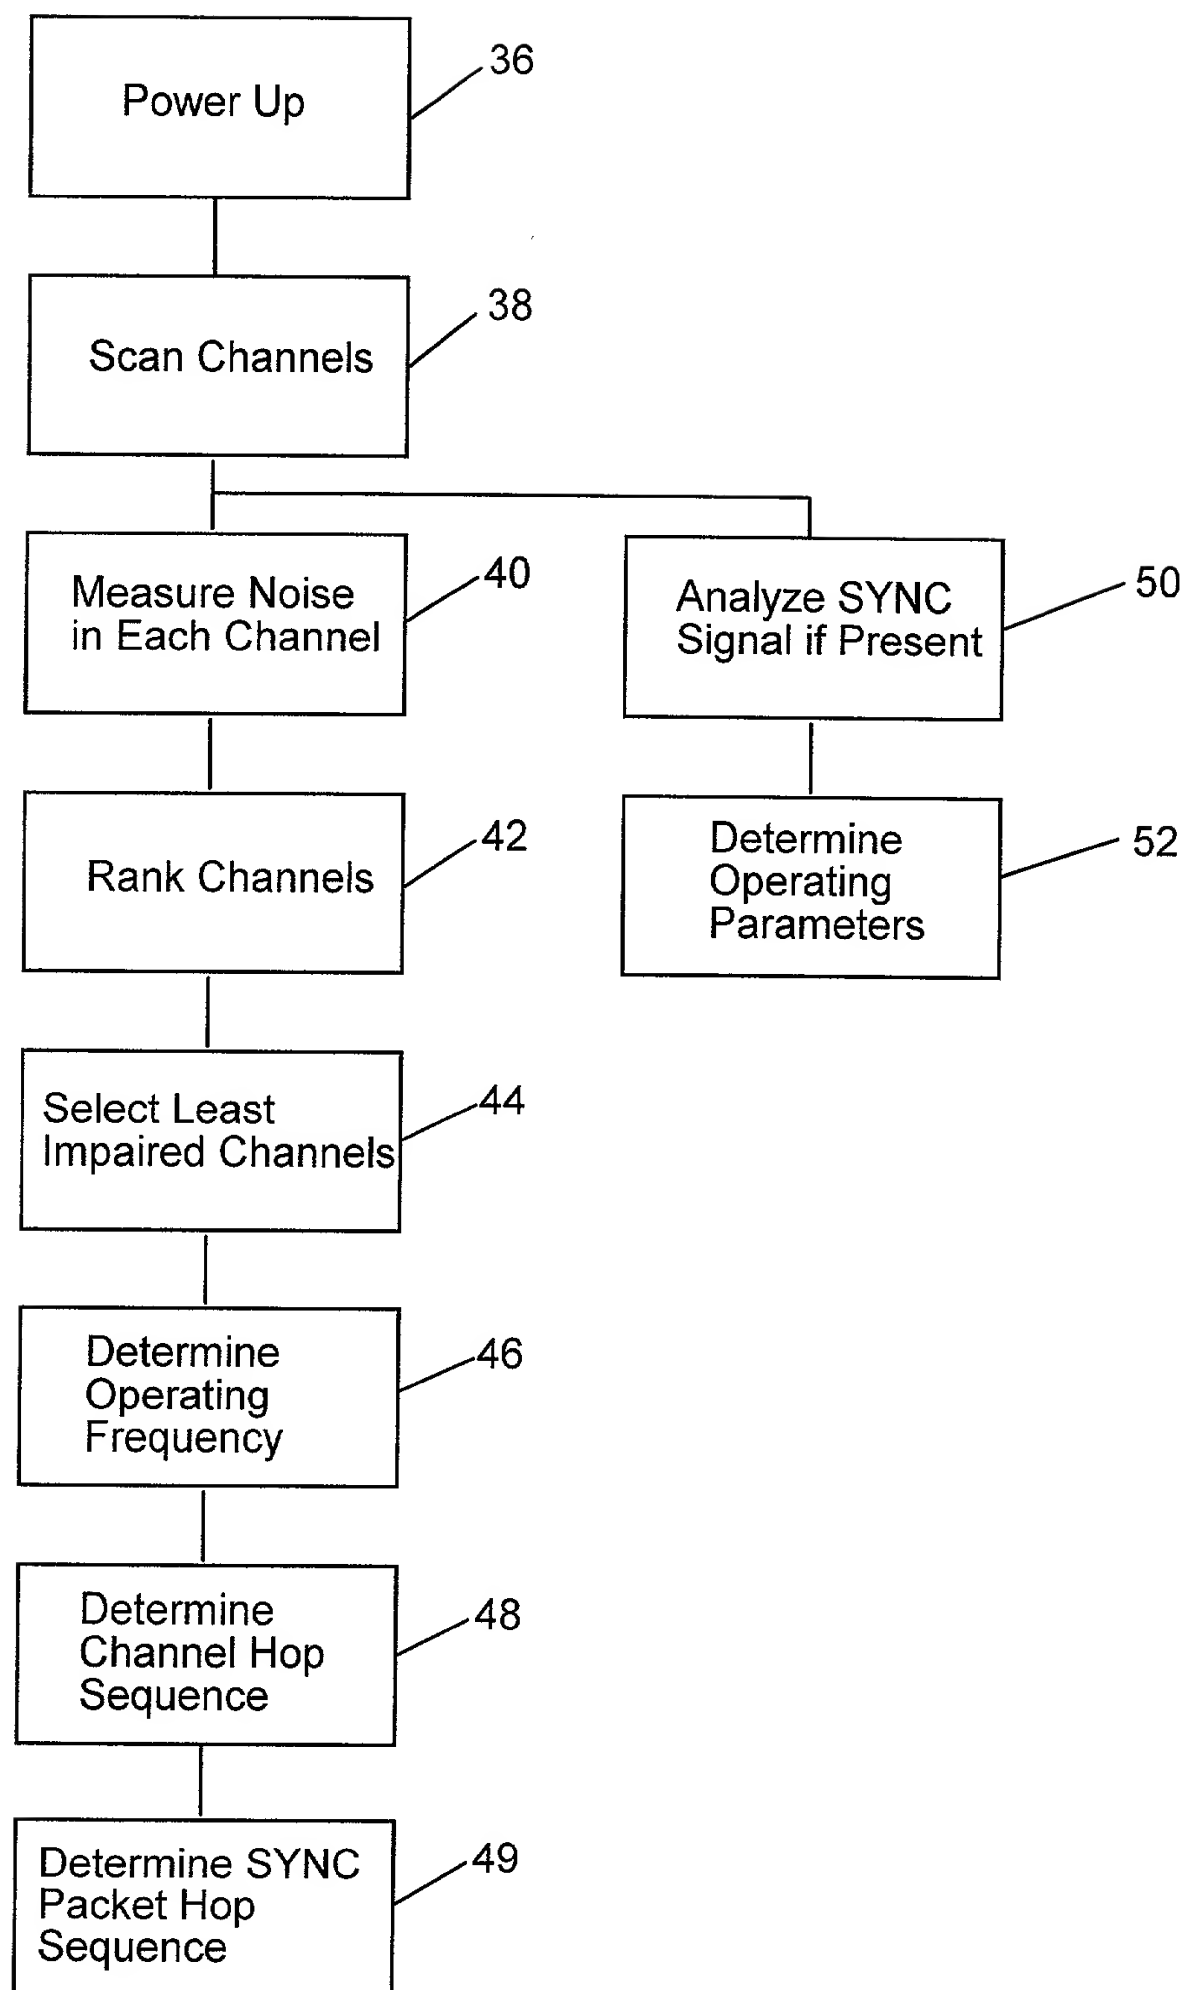 Power Up
36
Scan Channels
38
Measure Noise
in Each Channel
40
Analyze SYNC
Signal if Present
50
Rank Channels
42
Determine
Operating
Parameters
52
Select Least
Impaired Channels
44
Determine
Operating
Frequency
46
Determine
Channel Hop
Sequence
48
Determine SYNC
Packet Hop
Sequence
49